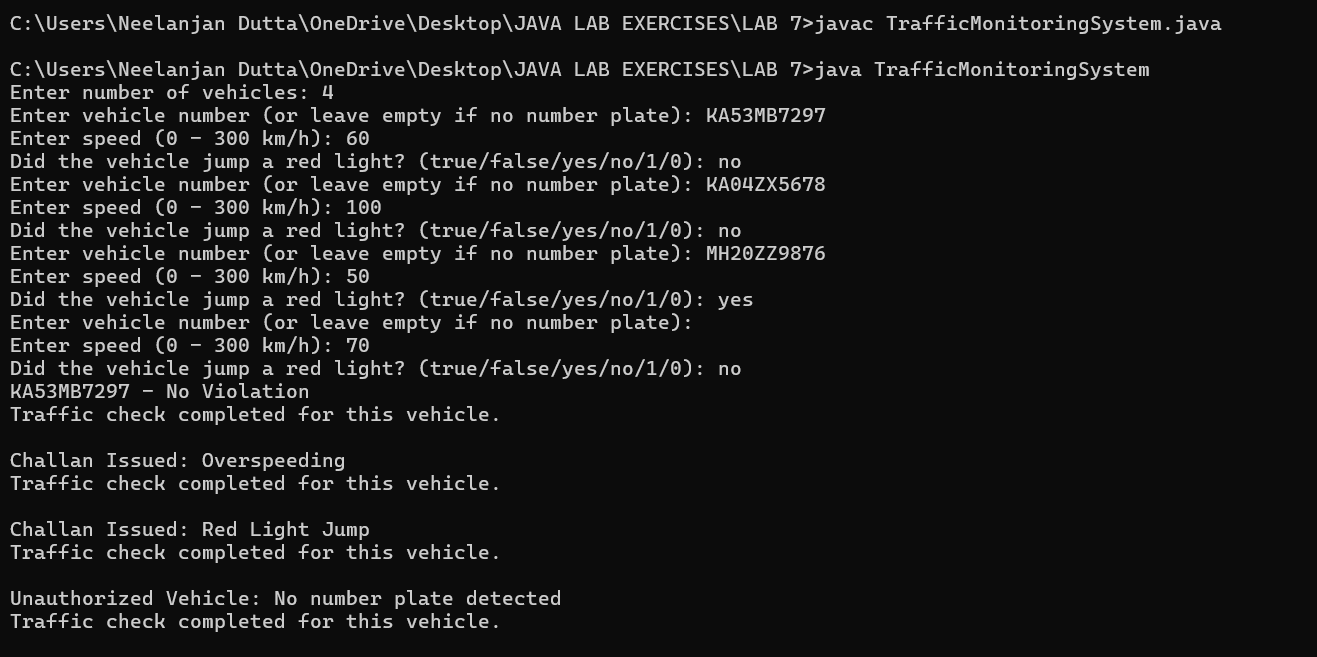 C:\Users\Neelanjan Dutta\OneDrive\Desktop\JAVA LAB EXERCISES\LAB 7>javac TrafficMonitoringSystem.java
C:\Users\Neelanjan Dutta\OneDrive\Desktop\JAVA LAB EXERCISES\LAB 7>java TrafficMonitoringSystem
Enter number of vehicles: 4
Enter vehicle number (or leave empty if no number plate): KA53MB7297
Enter speed (0 - 300 km/h): 60
Did the vehicle jump a red light? (true/false/yes/no/1/0): no
Enter vehicle number (or leave empty if no number plate): KA04ZX5678
Enter speed (0 - 300 km/h): 100
Did the vehicle jump a red light? (true/false/yes/no/1/0): no
Enter vehicle number (or leave empty if no number plate): MH20ZZ9876
Enter speed (0 - 300 km/h): 50
Did the vehicle jump a red light? (true/false/yes/no/1/0): yes
Enter vehicle number (or leave empty if no number plate):
Enter speed (0 - 300 km/h): 70
Did the vehicle jump a red light? (true/false/yes/no/1/0): no
KA53MB7297 - No Violation
Traffic check completed for this vehicle.
Challan Issued: Overspeeding
Traffic check completed for this vehicle.
Challan Issued: Red Light Jump
Traffic check completed for this vehicle.
Unauthorized Vehicle: No number plate detected
Traffic check completed for this vehicle.